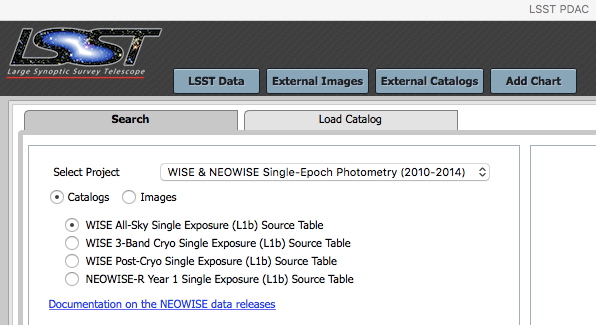 LSST PDAC
LSST
Large Synoptic Survey Telescope
LSST Data External Images External Catalogs Add Chart
Search Load Catalog
Select Project WISE & NEOWISE Single-Epoch Photometry (2010-2014)
Catalogs Images
WISE All-Sky Single Exposure (L1b) Source Table
WISE 3-Band Cryo Single Exposure (L1b) Source Table
WISE Post-Cryo Single Exposure (L1b) Source Table
NEOWISE-R Year 1 Single Exposure (L1b) Source Table
Documentation on the NEOWISE data releases